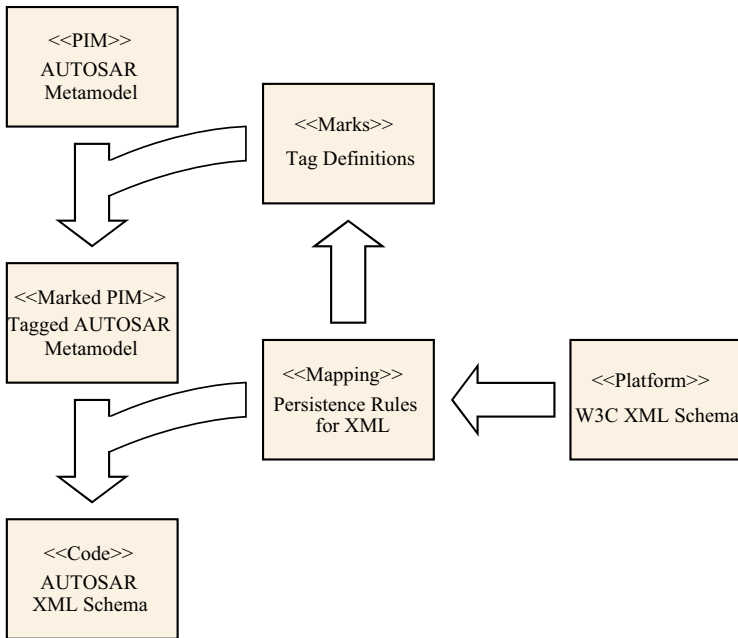 <<PIM>>
AUTOSAR
Metamodel
<<Marks>>
Tag Definitions
<<Marked PIM>>
Tagged AUTOSAR
Metamodel
<<Mapping>>
Persistence Rules
for XML
<<Platform>>
W3C XML Schema
<<Code>>
AUTOSAR
XML Schema